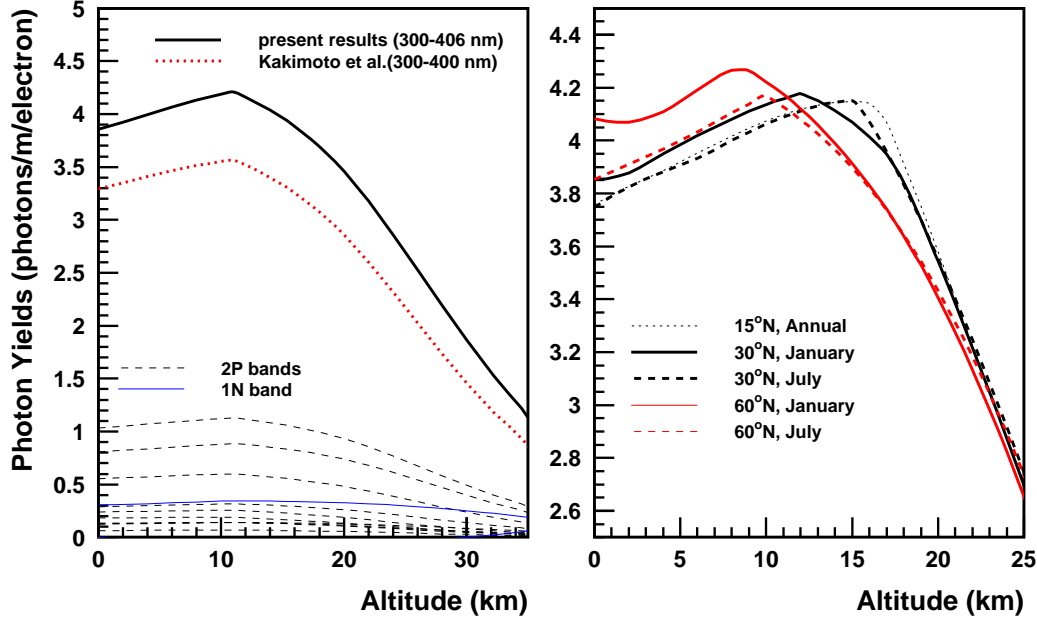 Photon Yields (photons/m/electron)
5
4.5
4
3.5
3
2.5
2
1.5
1
0.5
0
present results (300-406 nm)
Kakimoto et al.(300-400 nm)
2P bands
1N band
0 10 20 30
Altitude (km)
4.4
4.2
4
3.8
3.6
3.4
3.2
3
2.8
2.6
15°N, Annual
30°N, January
30°N, July
60°N, January
60°N, July
0 5 10 15 20 25
Altitude (km)